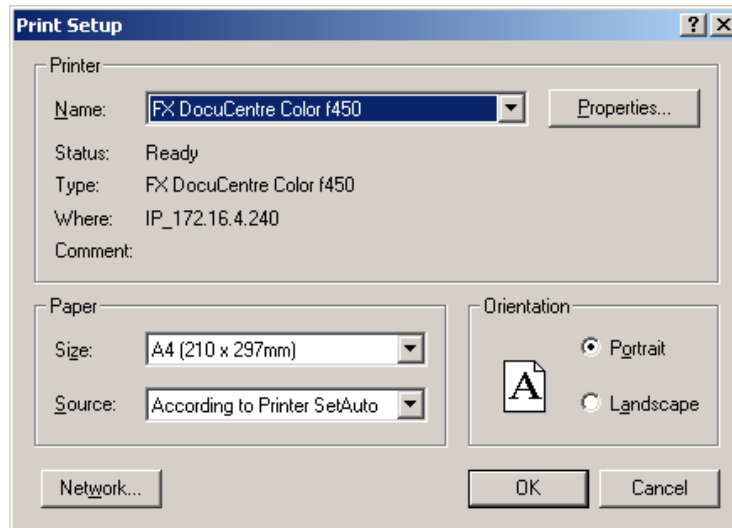 Print Setup
Printer
Name: FX DocuCentre Color f450 Properties...
Status: Ready
Type: FX DocuCentre Color f450
Where: IP_172.16.4.240
Comment:
Paper
Size: A4 (210 x 297mm)
Source: According to Printer SetAuto
Orientation
A
Portrait
Landscape
Network...
OK
Cancel